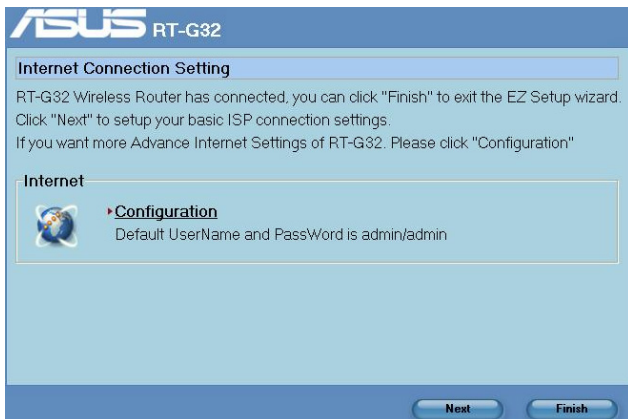 ASUS RT-G32
Internet Connection Setting
RT-G32 Wireless Router has connected, you can click "Finish" to exit the EZ Setup wizard.
Click "Next" to setup your basic ISP connection settings.
If you want more Advance Internet Settings of RT-G32. Please click "Configuration"
Internet
Configuration
Default UserName and PassWord is admin/admin
Next Finish